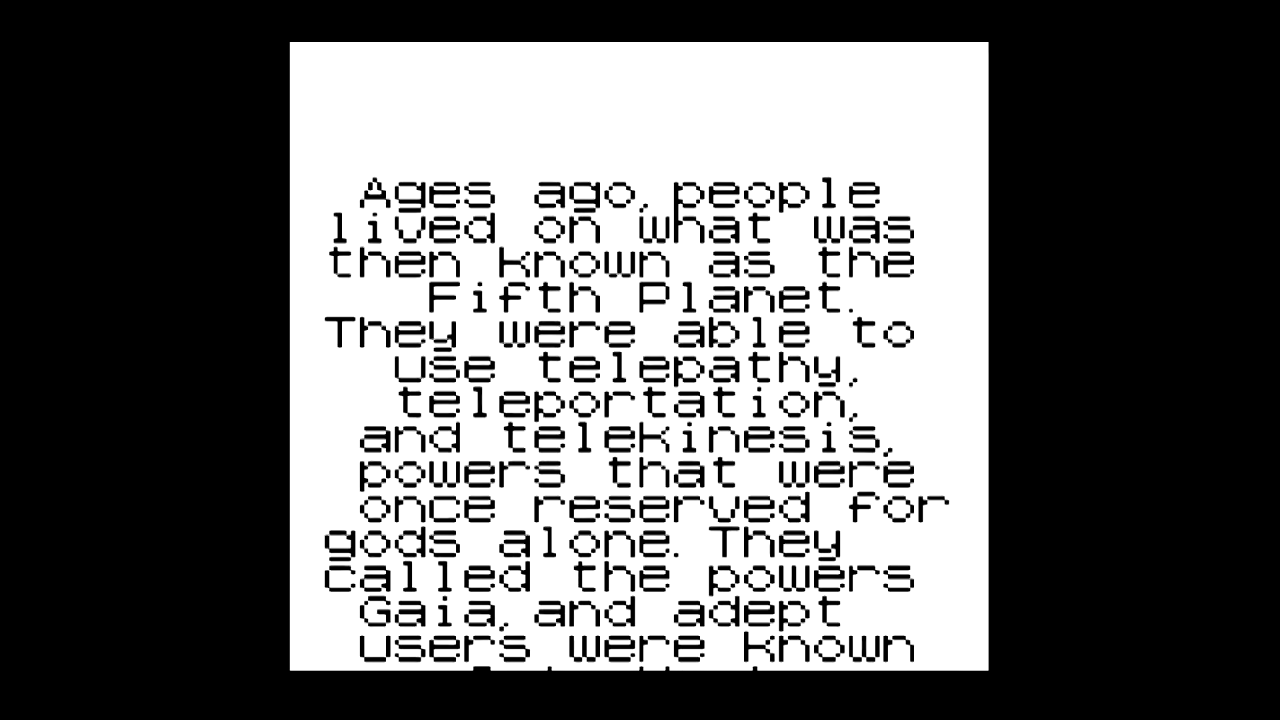 Ages ago, people
lived on what was
then known as the
Fifth Planet.
They were able to
use telepathy,
teleportation,
and telekinesis,
powers that were
once reserved for
gods alone. They
called the powers
Gaia, and adept
users were known